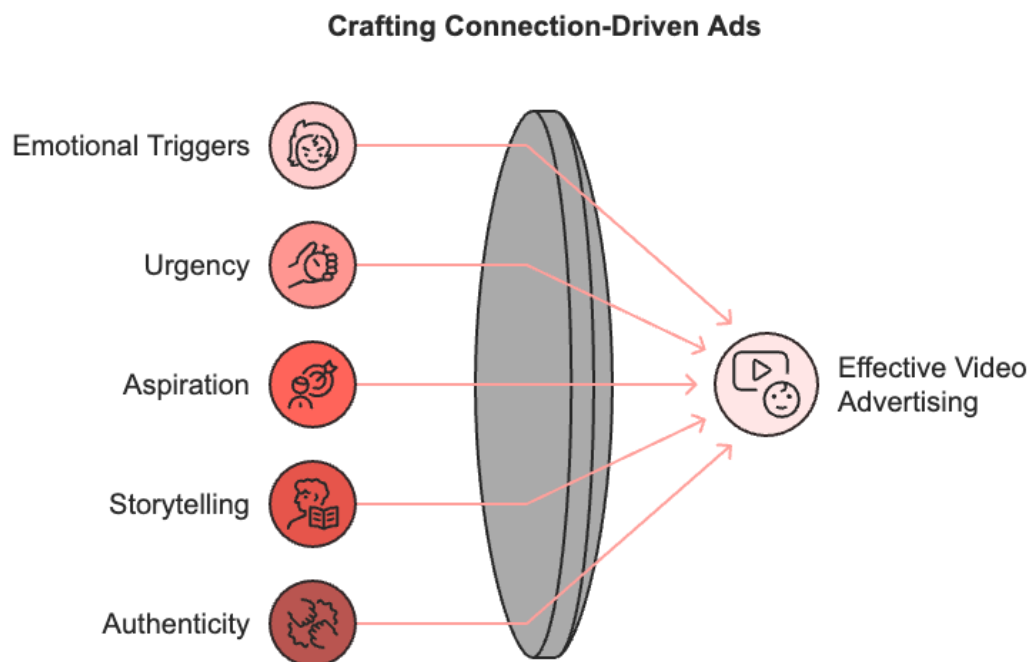 Crafting Connection-Driven Ads
Emotional Triggers
Urgency
Aspiration
Storytelling
Authenticity
Effective Video
Advertising